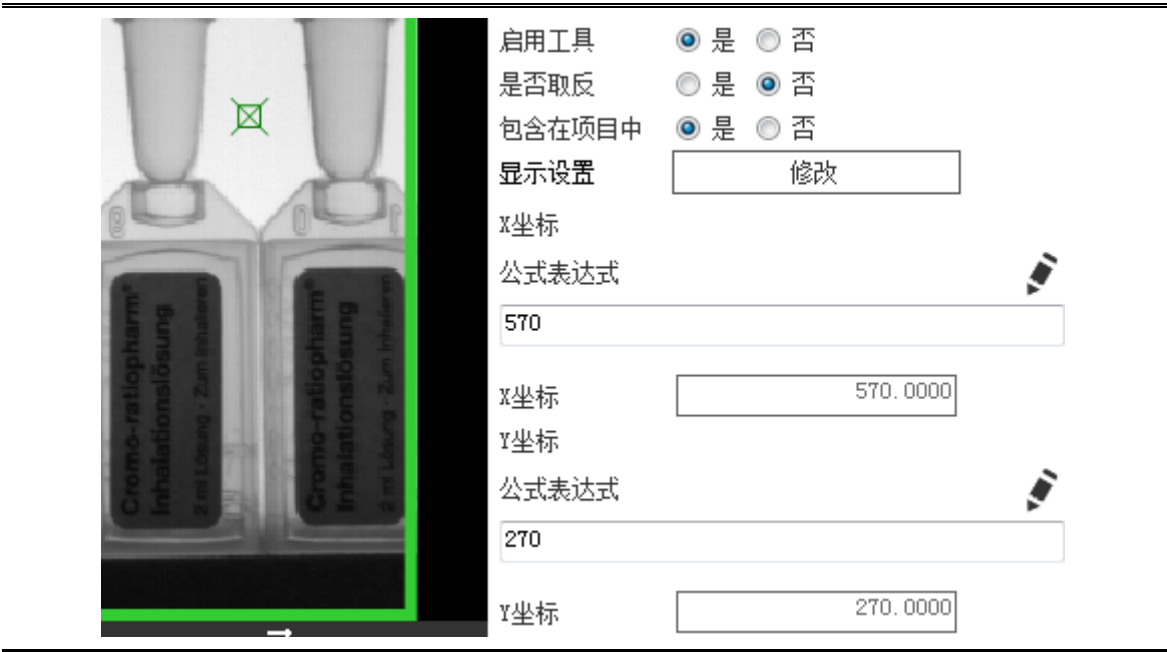 启用工具 是 否
是否取反 是 否
包含在项目中 是 否
显示设置 修改
X坐标
公式表达式
570
X坐标 570.0000
Y坐标
公式表达式
270
Y坐标 270.0000
Cromo-ratiopharm®
Inhalationslösung
2 ml Lösung · Zum Inhalieren
Cromo-ratiopharm®
Inhalationslösung
2 ml Lösung · Zum Inhalieren